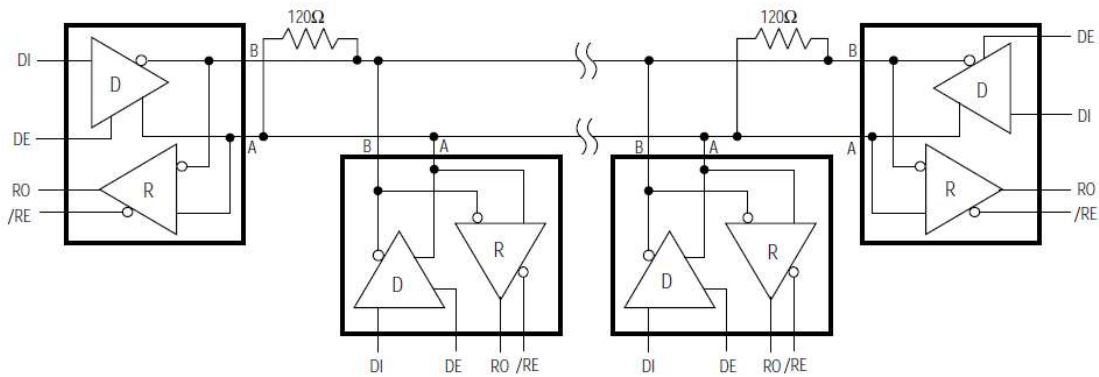 120Ω 120Ω
B B DE
DI D D
DE A B A B A A DI
RO R R RO
/RE /RE
R R
D D
DI DE RO /RE DI DE RO /RE